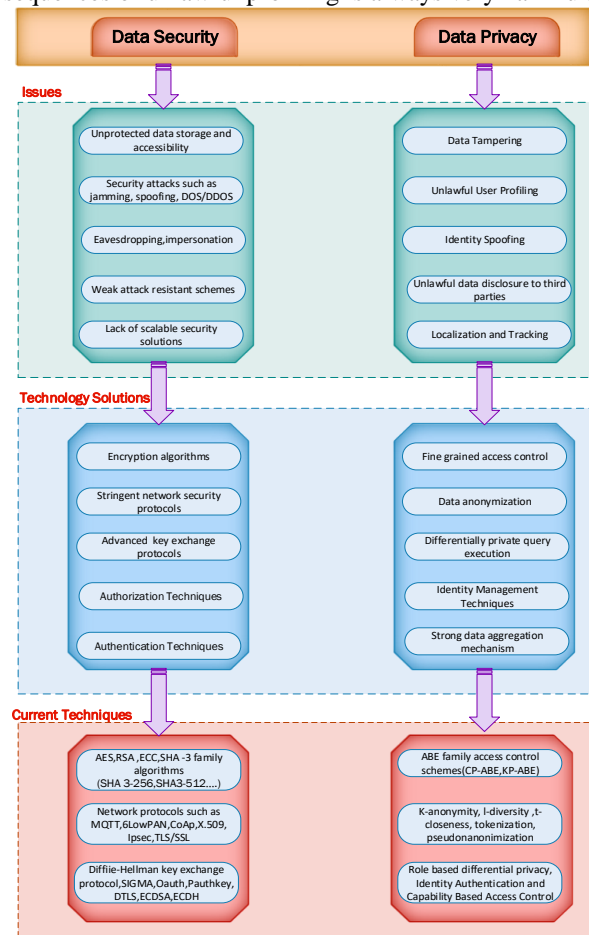 Data Security
Data Privacy
Issues
Unprotected data storage and
accessibility
Security attacks such as
jamming, spoofing, DOS/DDOS
Eavesdropping,impersonation
Weak attack resistant schemes
Lack of scalable security
solutions
Data Tampering
Unlawful User Profiling
Identity Spoofing
Unlawful data disclosure to third
parties
Localization and Tracking
Technology Solutions
Encryption algorithms
Stringent network security
protocols
Advanced key exchange
protocols
Authorization Techniques
Authentication Techniques
Fine grained access control
Data anonymization
Differentially private query
execution
Identity Management
Techniques
Strong data aggregation
mechanism
Current Techniques
AES,RSA ,ECC,SHA -3 family
algorithms
(SHA 3-256,SHA3-512....)
Network protocols such as
MQTT,6LowPAN,CoAp,X.509,
Ipsec,TLS/SSL
Diffiie-Hellman key exchange
protocol,SIGMA,Oauth,Pauthkey,
DTLS,ECDSA,ECDH
ABE family access control
schemes(CP-ABE,KP-ABE)
K-anonymity, l-diversity ,t-
closeness, tokenization,
pseudonanonimization
Role based differential privacy,
Identity Authentication and
Capability Based Access Control